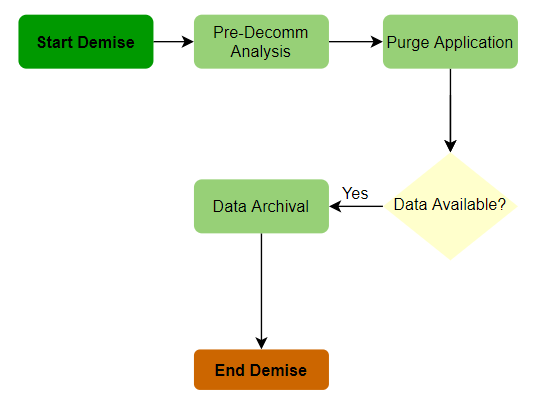 Start Demise
Pre-Decomm
Analysis
Purge Application
Data Available?
Yes
Data Archival
End Demise